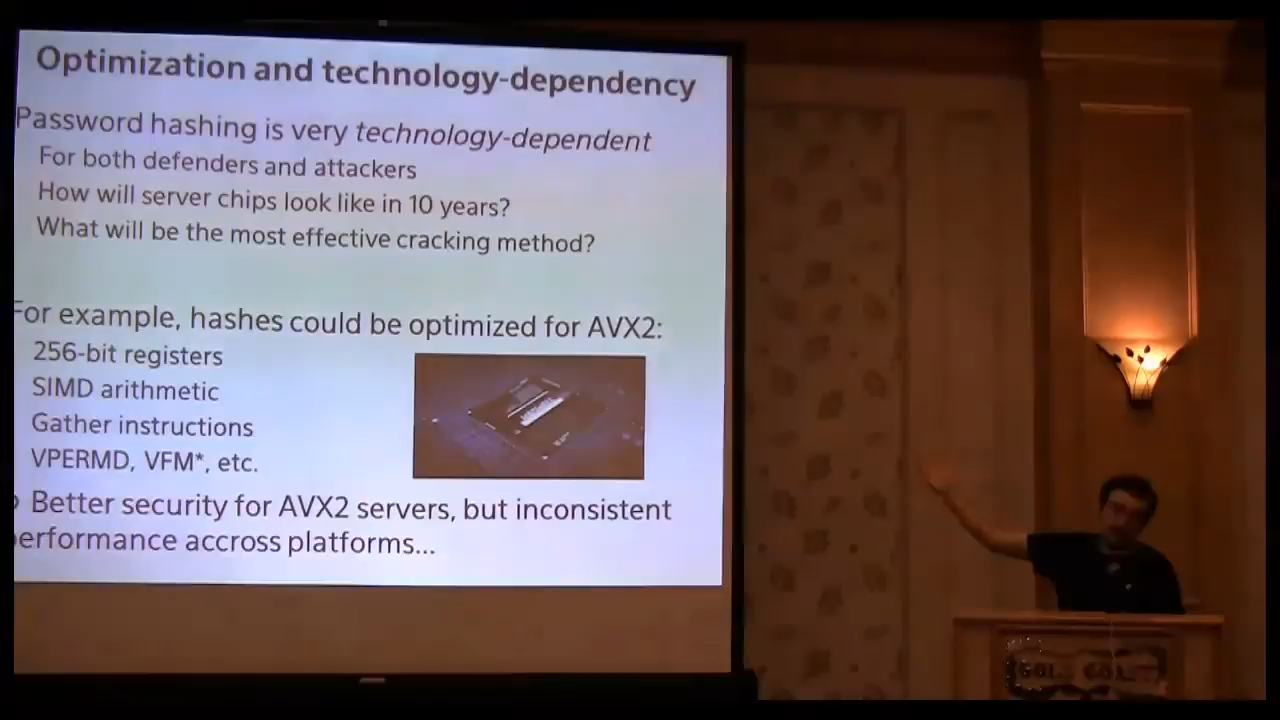 Optimization and technology-dependency
Password hashing is very technology-dependent
For both defenders and attackers
How will server chips look like in 10 years?
What will be the most effective cracking method?
For example, hashes could be optimized for AVX2:
256-bit registers
SIMD arithmetic
Gather instructions
VPERMD, VFM*, etc.
Better security for AVX2 servers, but inconsistent
performance accross platforms...
GOLD COAST